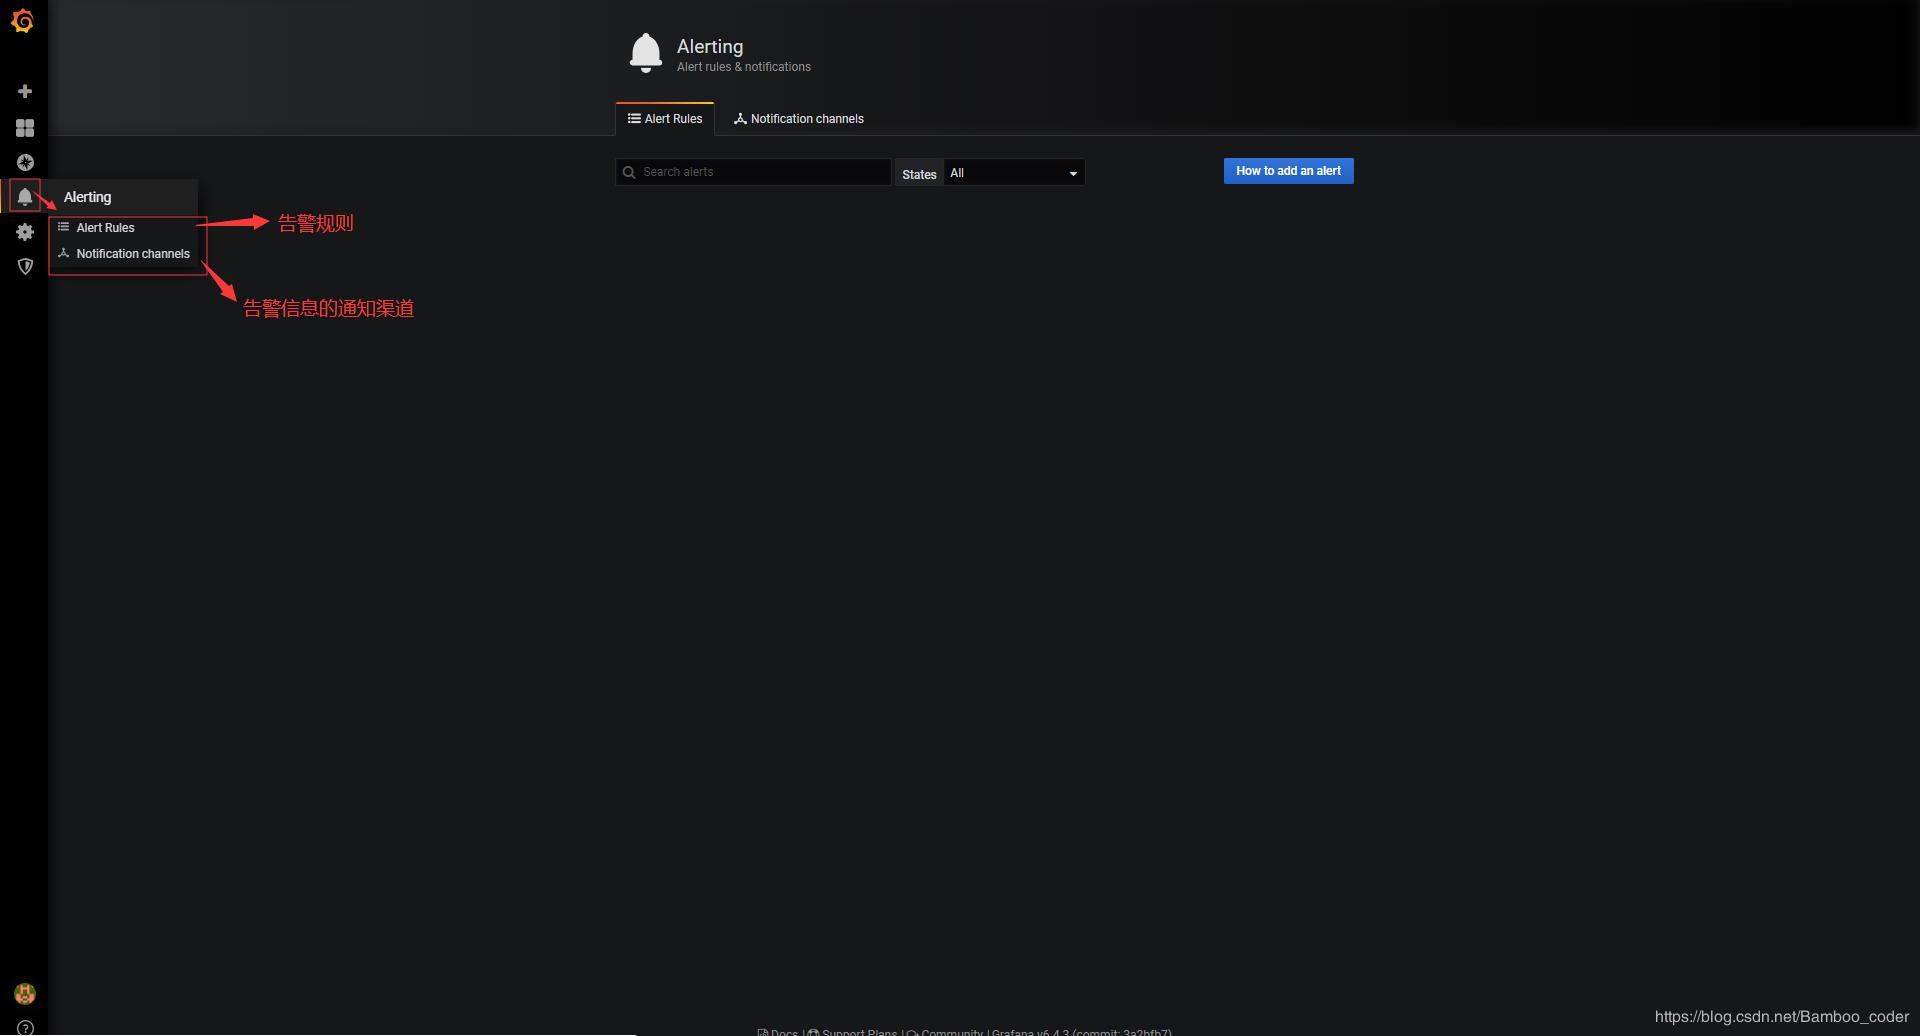 Alerting
Alert rules & notifications
Alert Rules
Notification channels
Search alerts
States
All
How to add an alert
Alerting
Alert Rules
Notification channels
告警规则
告警信息的通知渠道
https://blog.csdn.net/Bamboo_coder
Docs | Support Plans | Community | Grafana v6.4.3 (commit: 3a2bfb7)